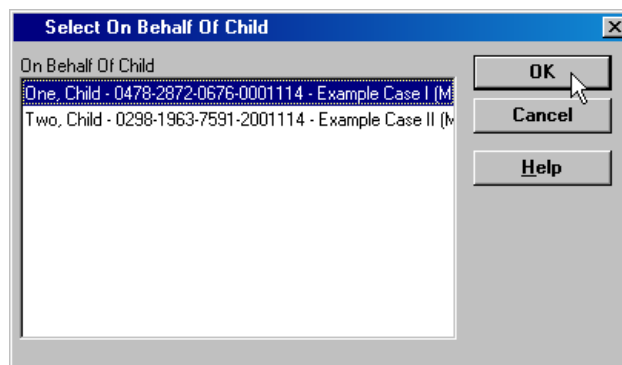 Select On Behalf Of Child
On Behalf Of Child
One, Child - 0478-2872-0676-0001114 - Example Case I (M
Two, Child - 0298-1963-7591-2001114 - Example Case II (M
OK
Cancel
Help